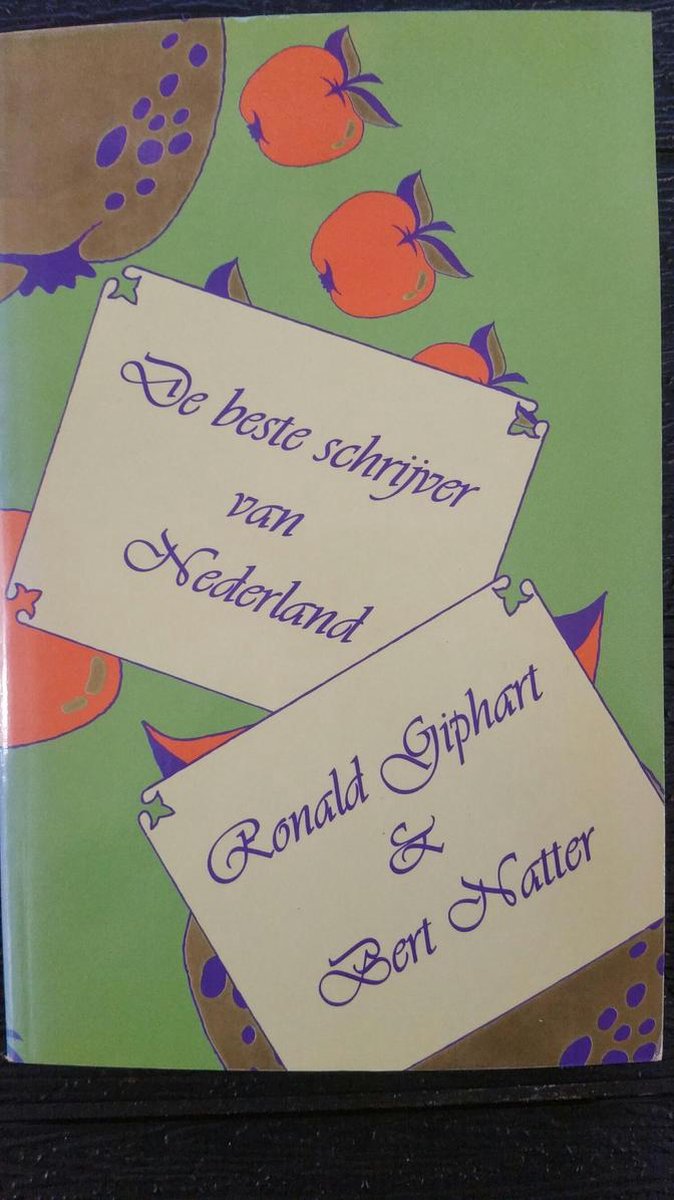 De beste schrijver
van
Nederland
Ronald Giphart
&
Bert Natter